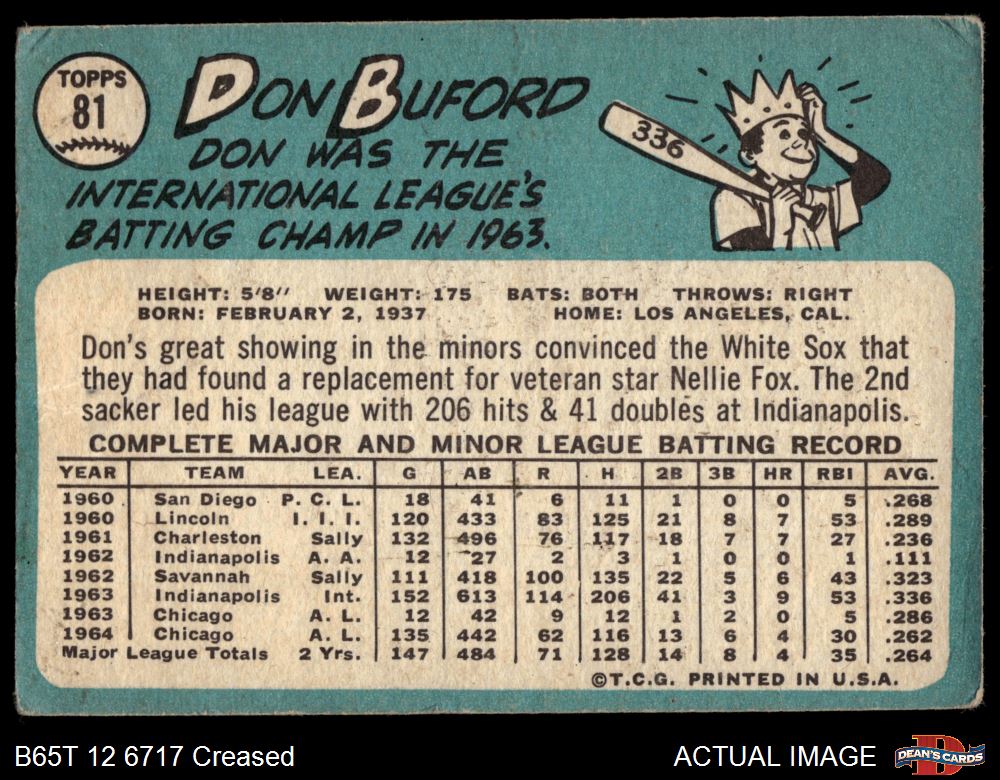 TOPPS
81
DON BUFORD
DON WAS THE
INTERNATIONAL LEAGUE'S
BATTING CHAMP IN 1963.
336
HEIGHT: 5'8" WEIGHT: 175 BATS: BOTH THROWS: RIGHT
BORN: FEBRUARY 2, 1937 HOME: LOS ANGELES, CAL.
Don's great showing in the minors convinced the White Sox that
they had found a replacement for veteran star Nellie Fox. The 2nd
sacker led his league with 206 hits & 41 doubles at Indianapolis.
COMPLETE MAJOR AND MINOR LEAGUE BATTING RECORD
YEAR TEAM LEA. G AB R H 2B 3B HR RBI AVG.
1960 San Diego P. C. L. 18 41 6 11 1 0 0 5 .268
1960 Lincoln I. I. I. 120 433 83 125 21 8 7 53 .289
1961 Charleston Sally 132 496 76 117 18 7 7 27 .236
1962 Indianapolis A. A. 12 27 2 3 1 0 0 1 .111
1962 Savannah Sally 111 418 100 135 22 5 6 43 .323
1963 Indianapolis Int. 152 613 114 206 41 3 9 53 .336
1963 Chicago A. L. 12 42 9 12 1 2 0 5 .286
1964 Chicago A. L. 135 442 62 116 13 6 4 30 .262
Major League Totals 2 Yrs. 147 484 71 128 14 8 4 35 .264
©T.C.G. PRINTED IN U.S.A.
B65T 12 6717 Creased
ACTUAL IMAGE
D
DEAN'S CARDS